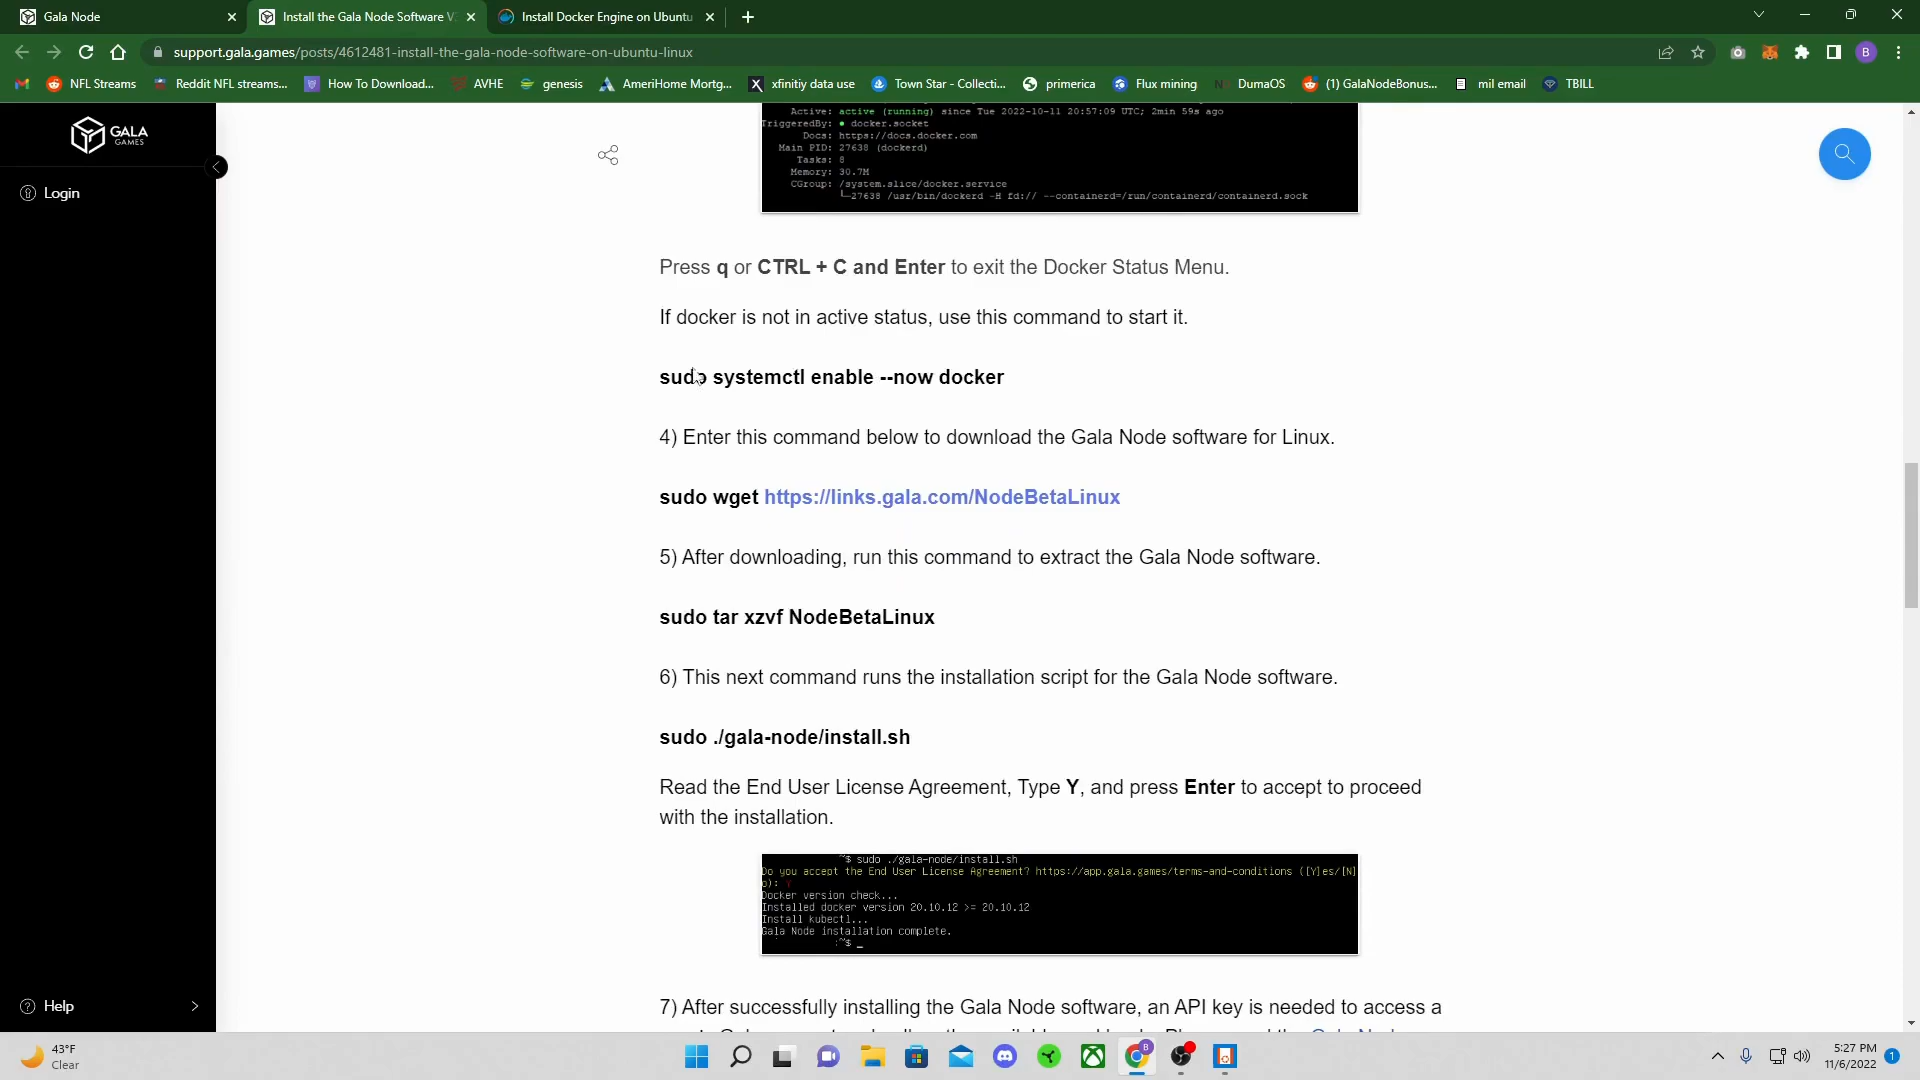 Gala Node
Install the Gala Node Software V
Install Docker Engine on Ubuntu
support.gala.games/posts/4612481-install-the-gala-node-software-on-ubuntu-linux
B
NFL Streams
Reddit NFL streams...
How To Download...
AVHE
genesis
AmeriHome Mortg...
xfinitiy data use
Town Star - Collecti...
primerica
Flux mining
DumaOS
(1) GalaNodeBonus...
mil email
TBILL
GALA
GAMES
Login
Active: active (running) since Tue 2022-10-11 20:57:09 UTC; 2min 59s ago
TriggeredBy: ● docker.socket
Docs: https://docs.docker.com
Main PID: 27638 (dockerd)
Tasks: 8
Memory: 30.7M
CGroup: /system.slice/docker.service
└─27638 /usr/bin/dockerd -H fd:// --containerd=/run/containerd/containerd.sock
Press q or CTRL + C and Enter to exit the Docker Status Menu.
If docker is not in active status, use this command to start it.
sudo systemctl enable --now docker
4) Enter this command below to download the Gala Node software for Linux.
sudo wget https://links.gala.com/NodeBetaLinux
5) After downloading, run this command to extract the Gala Node software.
sudo tar xzvf NodeBetaLinux
6) This next command runs the installation script for the Gala Node software.
sudo ./gala-node/install.sh
Read the End User License Agreement, Type Y, and press Enter to accept to proceed
with the installation.
~$ sudo ./gala-node/install.sh
Do you accept the End User License Agreement? https://app.gala.games/terms-and-conditions ([Y]es/[N]
o): Y
Docker version check...
Installed docker version 20.10.12 >= 20.10.12
Install kubectl...
Gala Node installation complete.
:~$ _
7) After successfully installing the Gala Node software, an API key is needed to access a
Help
43°F
Clear
B
5:27 PM
11/6/2022
1